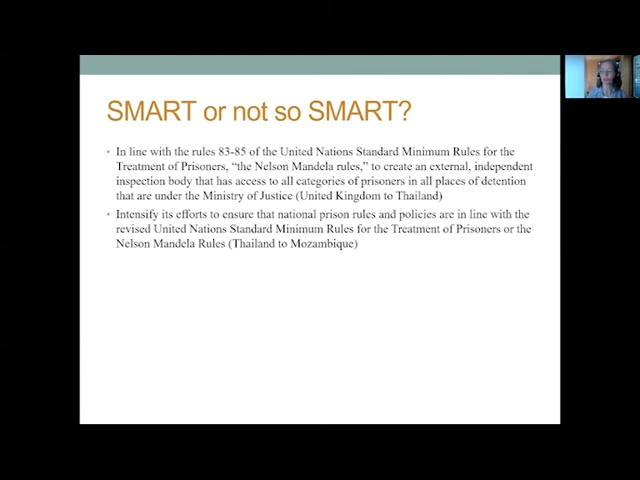 SMART or not so SMART?
• In line with the rules 83-85 of the United Nations Standard Minimum Rules for the
Treatment of Prisoners, “the Nelson Mandela rules,” to create an external, independent
inspection body that has access to all categories of prisoners in all places of detention
that are under the Ministry of Justice (United Kingdom to Thailand)
• Intensify its efforts to ensure that national prison rules and policies are in line with the
revised United Nations Standard Minimum Rules for the Treatment of Prisoners or the
Nelson Mandela Rules (Thailand to Mozambique)